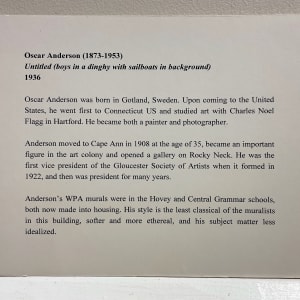 Oscar Anderson (1873-1953)
Untitled (boys in a dinghy with sailboats in background)
1936
Oscar Anderson was born in Gotland, Sweden. Upon coming to the United
States, he went first to Connecticut US and studied art with Charles Noel
Flagg in Hartford. He became both a painter and photographer.
Anderson moved to Cape Ann in 1908 at the age of 35, became an important
figure in the art colony and opened a gallery on Rocky Neck. He was the
first vice president of the Gloucester Society of Artists when it formed in
1922, and then was president for many years.
Anderson's WPA murals were in the Hovey and Central Grammar schools,
both now made into housing. His style is the least classical of the muralists
in this building, softer and more ethereal, and his subject matter less
idealized.